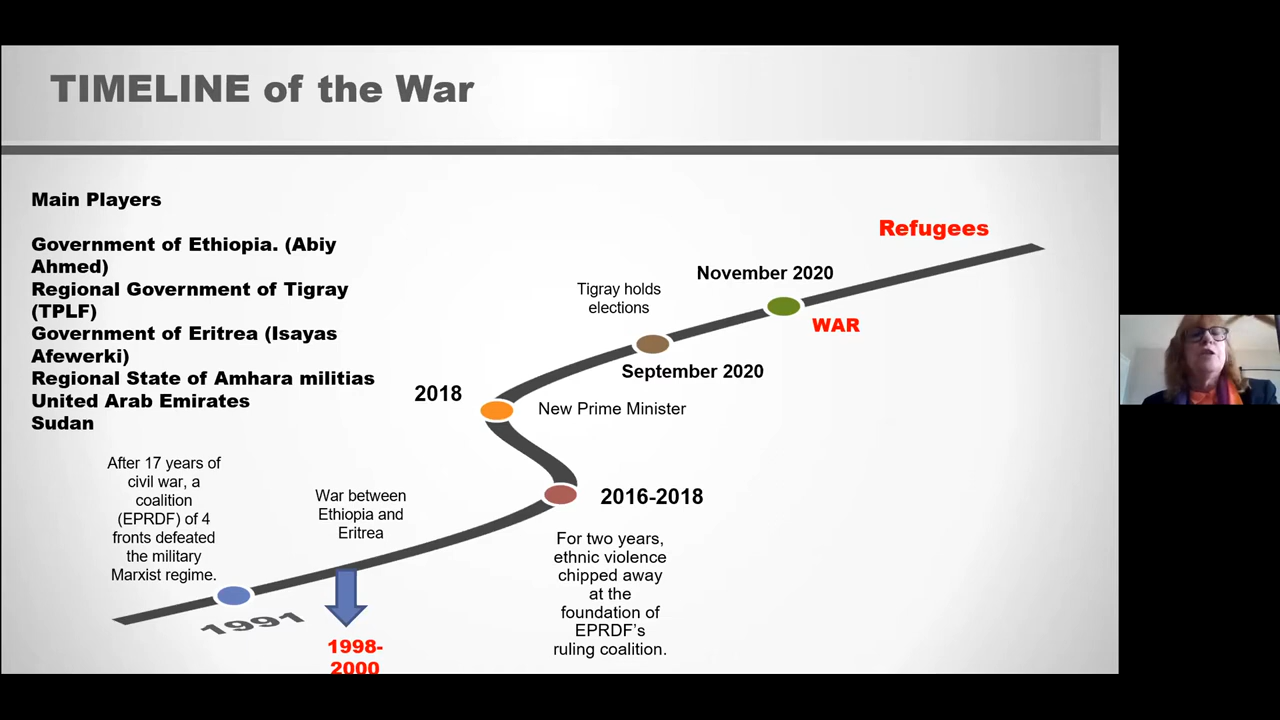 TIMELINE of the War
Main Players
Government of Ethiopia. (Abiy
Ahmed)
Regional Government of Tigray
(TPLF)
Government of Eritrea (Isayas
Afewerki)
Regional State of Amhara militias
United Arab Emirates
Sudan
After 17 years of
civil war, a
coalition
(EPRDF) of 4
fronts defeated
the military
Marxist regime.
1991
War between
Ethiopia and
Eritrea
1998-
2000
2016-2018
For two years,
ethnic violence
chipped away
at the
foundation of
EPRDF's
ruling coalition.
2018
New Prime Minister
Tigray holds
elections
September 2020
November 2020
WAR
Refugees